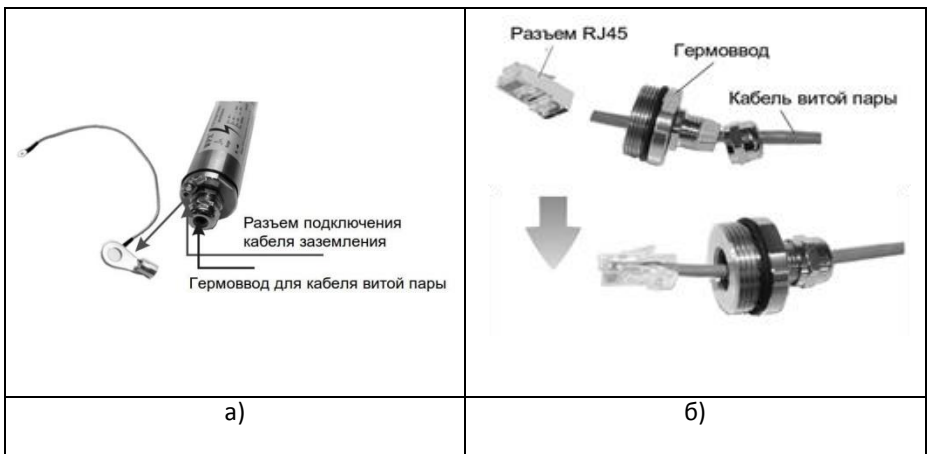 Разъем RJ45
Гермоввод
Кабель витой пары
Разъем подключения
кабеля заземления
Гермоввод для кабеля витой пары
а)
б)